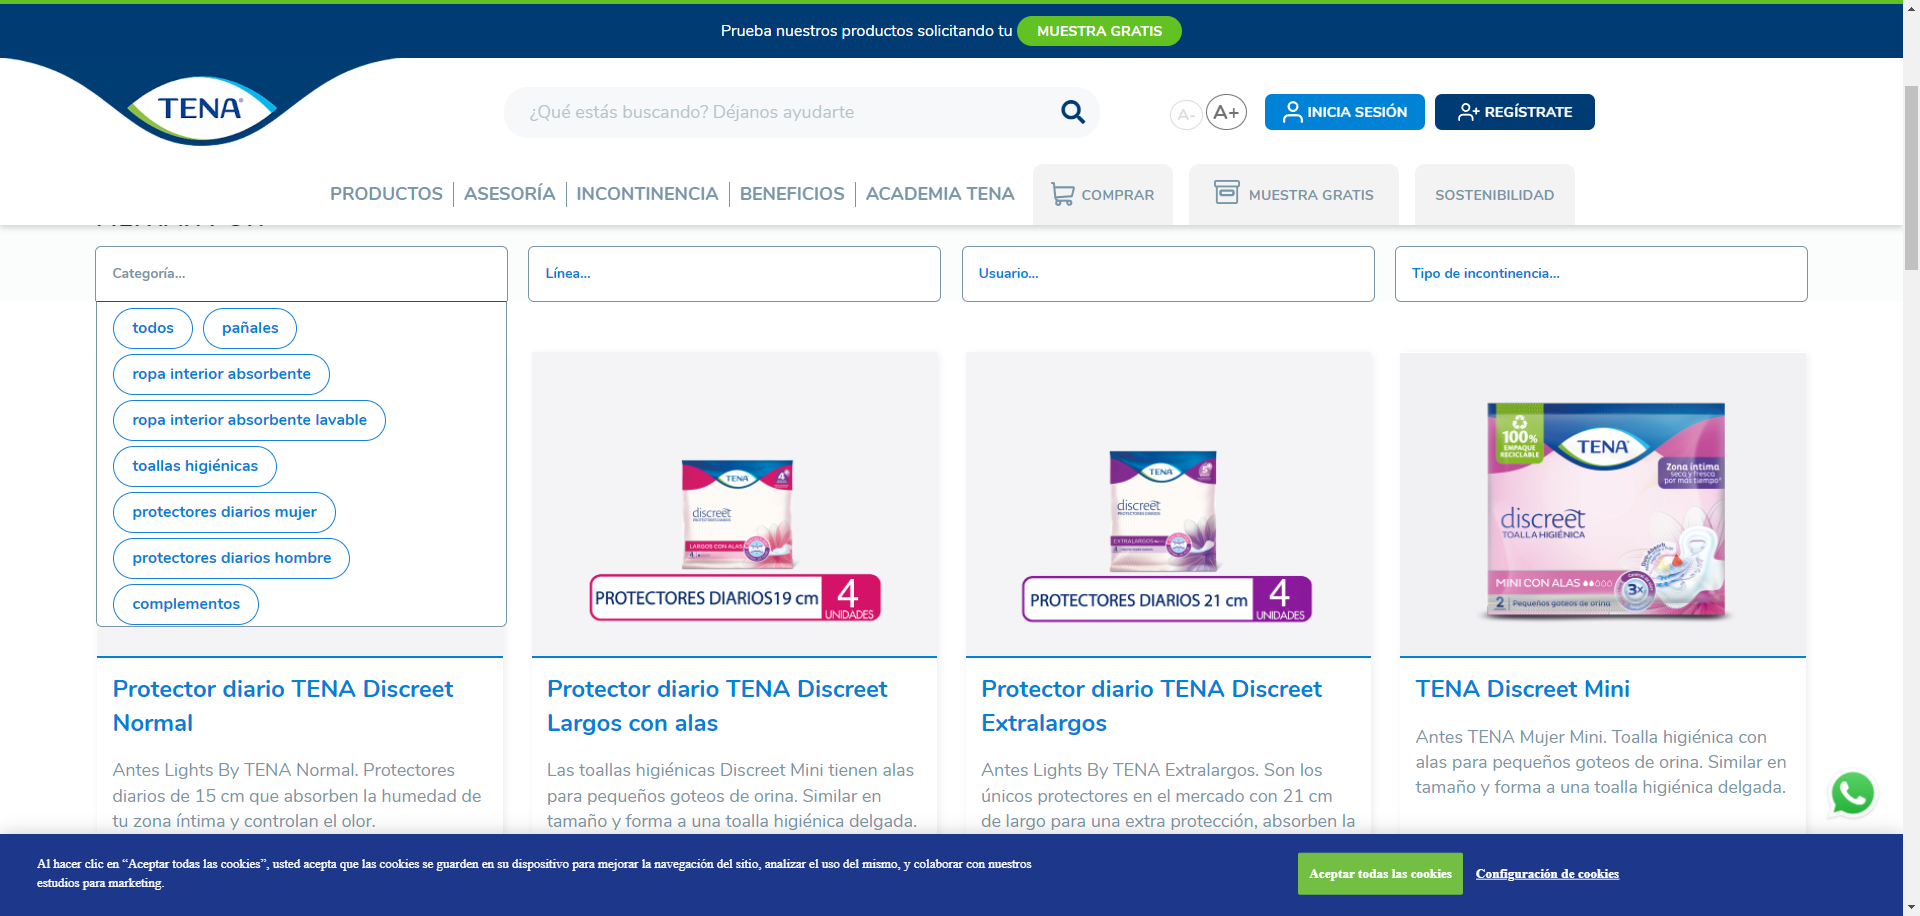 Prueba nuestros productos solicitando tu MUESTRA GRATIS
TENA
¿Qué estás buscando? Déjanos ayudarte
A- A+
INICIA SESIÓN
REGÍSTRATE
PRODUCTOS
ASESORÍA
INCONTINENCIA
BENEFICIOS
ACADEMIA TENA
COMPRAR
MUESTRA GRATIS
SOSTENIBILIDAD
Categoría...
Línea...
Usuario...
Tipo de incontinencia...
todos
pañales
ropa interior absorbente
ropa interior absorbente lavable
toallas higiénicas
protectores diarios mujer
protectores diarios hombre
complementos
TENA
discreet
PROTECTORES DIARIOS
LARGOS CON ALAS
PROTECTORES DIARIOS 19 cm
4
UNIDADES
TENA
discreet
PROTECTORES DIARIOS
EXTRALARGOS
PROTECTORES DIARIOS 21 cm
4
UNIDADES
100%
EMPAQUE
RECICLABLE
TENA
Zona íntima
seca y fresca
por más tiempo
discreet
TOALLA HIGIÉNICA
MINI CON ALAS
3x
2 Pequeños goteos de orina
Protector diario TENA Discreet
Normal
Antes Lights By TENA Normal. Protectores
diarios de 15 cm que absorben la humedad de
tu zona íntima y controlan el olor.
Protector diario TENA Discreet
Largos con alas
Las toallas higiénicas Discreet Mini tienen alas
para pequeños goteos de orina. Similar en
tamaño y forma a una toalla higiénica delgada.
Protector diario TENA Discreet
Extralargos
Antes Lights By TENA Extralargos. Son los
únicos protectores en el mercado con 21 cm
de largo para una extra protección, absorben la
TENA Discreet Mini
Antes TENA Mujer Mini. Toalla higiénica con
alas para pequeños goteos de orina. Similar en
tamaño y forma a una toalla higiénica delgada.
Al hacer clic en “Aceptar todas las cookies”, usted acepta que las cookies se guarden en su dispositivo para mejorar la navegación del sitio, analizar el uso del mismo, y colaborar con nuestros
estudios para marketing.
Aceptar todas las cookies
Configuración de cookies